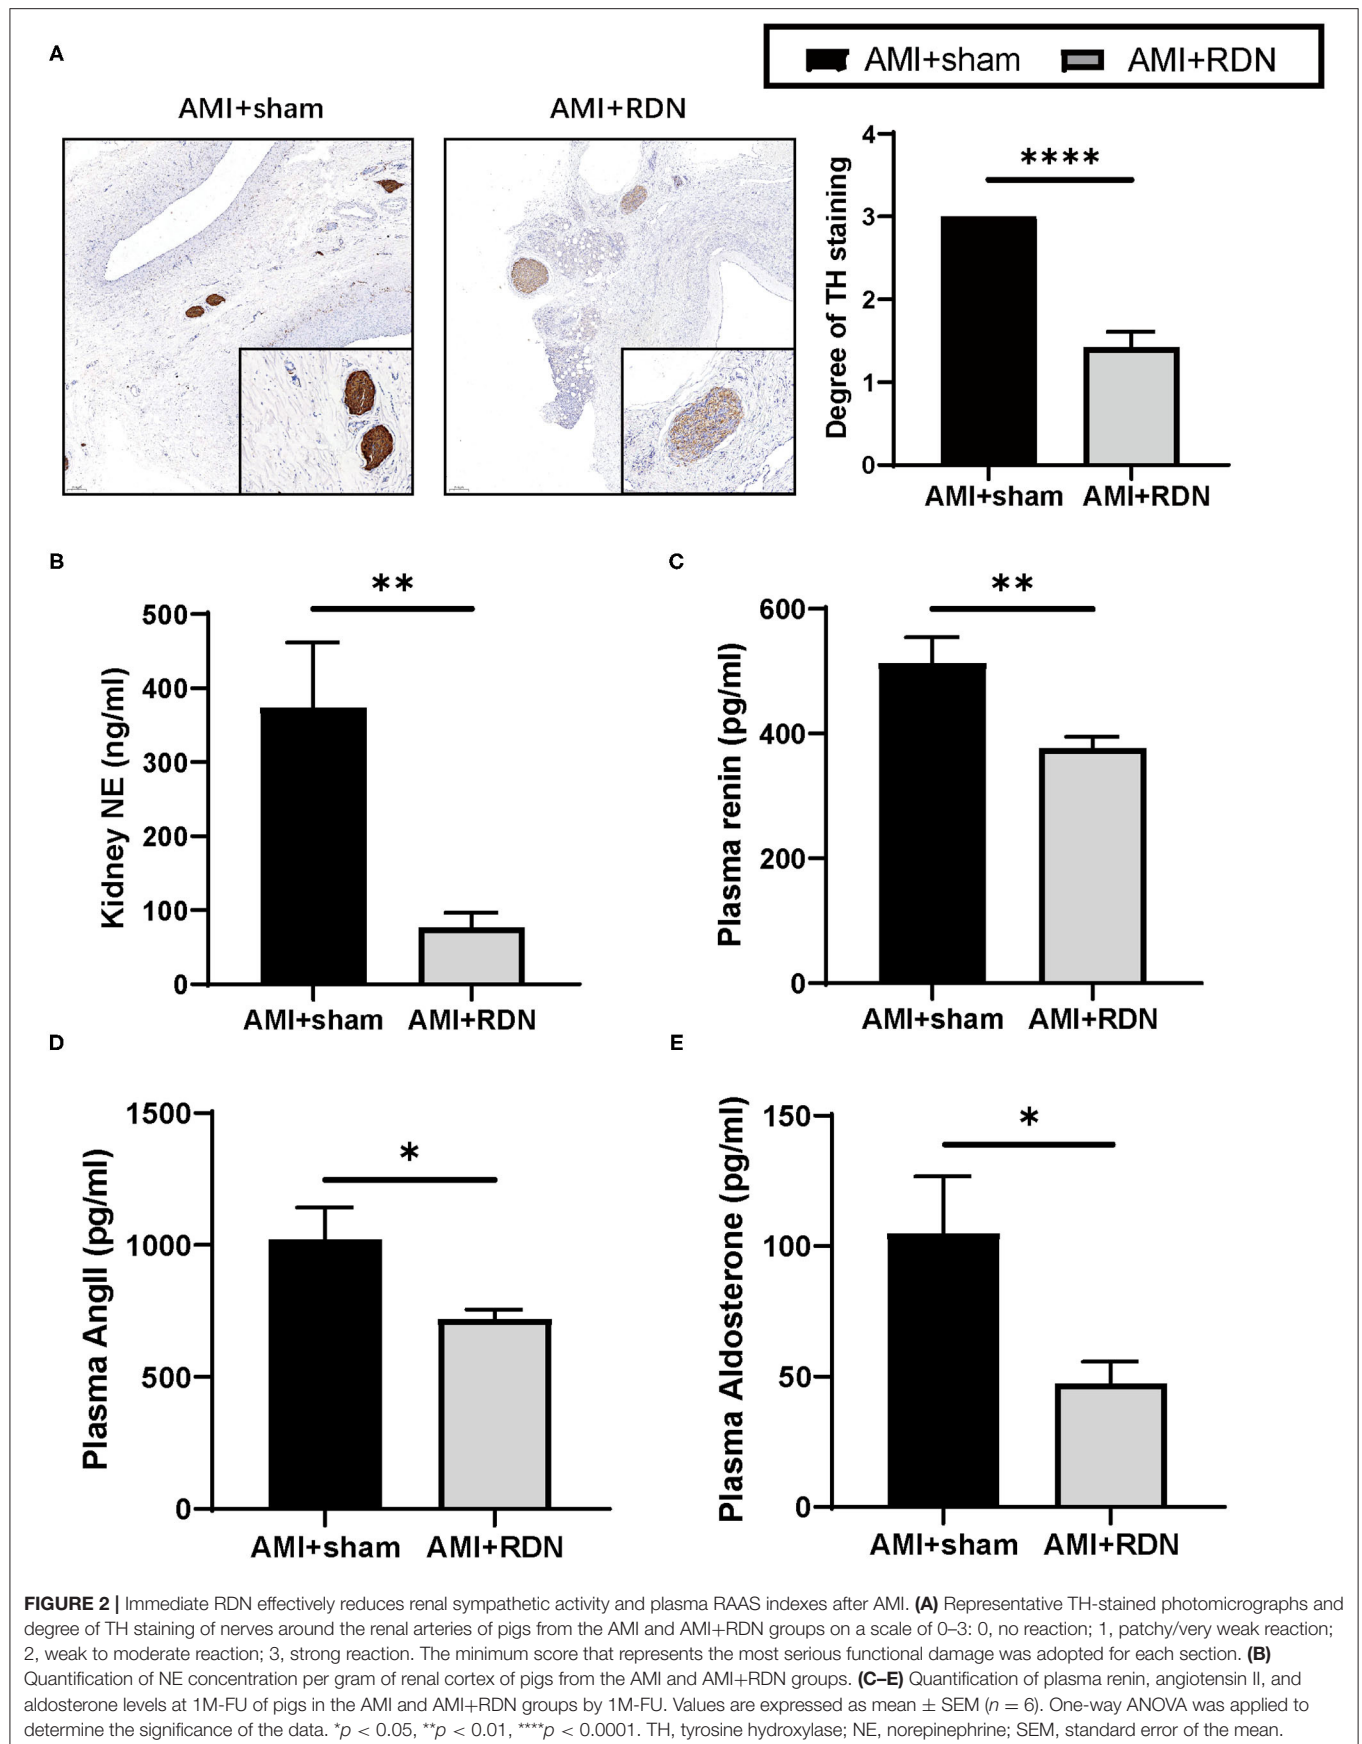 A
AMI+sham AMI+RDN
AMI+sham
AMI+RDN
4
3
2
1
0
Degree of TH staining
****
AMI+sham AMI+RDN
B
500
400
300
200
100
0
Kidney NE (ng/ml)
**
AMI+sham AMI+RDN
C
600
400
200
0
Plasma renin (pg/ml)
**
AMI+sham AMI+RDN
D
1500
1000
500
0
Plasma AngII (pg/ml)
*
AMI+sham AMI+RDN
E
150
100
50
0
Plasma Aldosterone (pg/ml)
*
AMI+sham AMI+RDN
FIGURE 2 | Immediate RDN effectively reduces renal sympathetic activity and plasma RAAS indexes after AMI. (A) Representative TH-stained photomicrographs and
degree of TH staining of nerves around the renal arteries of pigs from the AMI and AMI+RDN groups on a scale of 0–3: 0, no reaction; 1, patchy/very weak reaction;
2, weak to moderate reaction; 3, strong reaction. The minimum score that represents the most serious functional damage was adopted for each section. (B)
Quantification of NE concentration per gram of renal cortex of pigs from the AMI and AMI+RDN groups. (C–E) Quantification of plasma renin, angiotensin II, and
aldosterone levels at 1M-FU of pigs in the AMI and AMI+RDN groups by 1M-FU. Values are expressed as mean ± SEM (n = 6). One-way ANOVA was applied to
determine the significance of the data. *p < 0.05, **p < 0.01, ****p < 0.0001. TH, tyrosine hydroxylase; NE, norepinephrine; SEM, standard error of the mean.